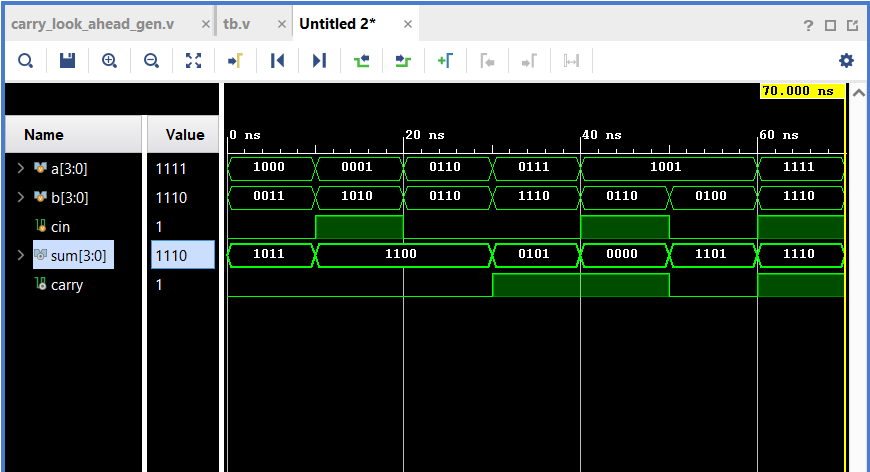 carry_look_ahead_gen.v × tb.v × Untitled 2* ×
?
70.000 ns
Name Value
0 ns 20 ns 40 ns 60 ns
a[3:0] 1111 1000 0001 0110 0111 1001 1111
b[3:0] 1110 0011 1010 0110 1110 0110 0100 1110
cin 1
sum[3:0] 1110 1011 1100 0101 0000 1101 1110
carry 1